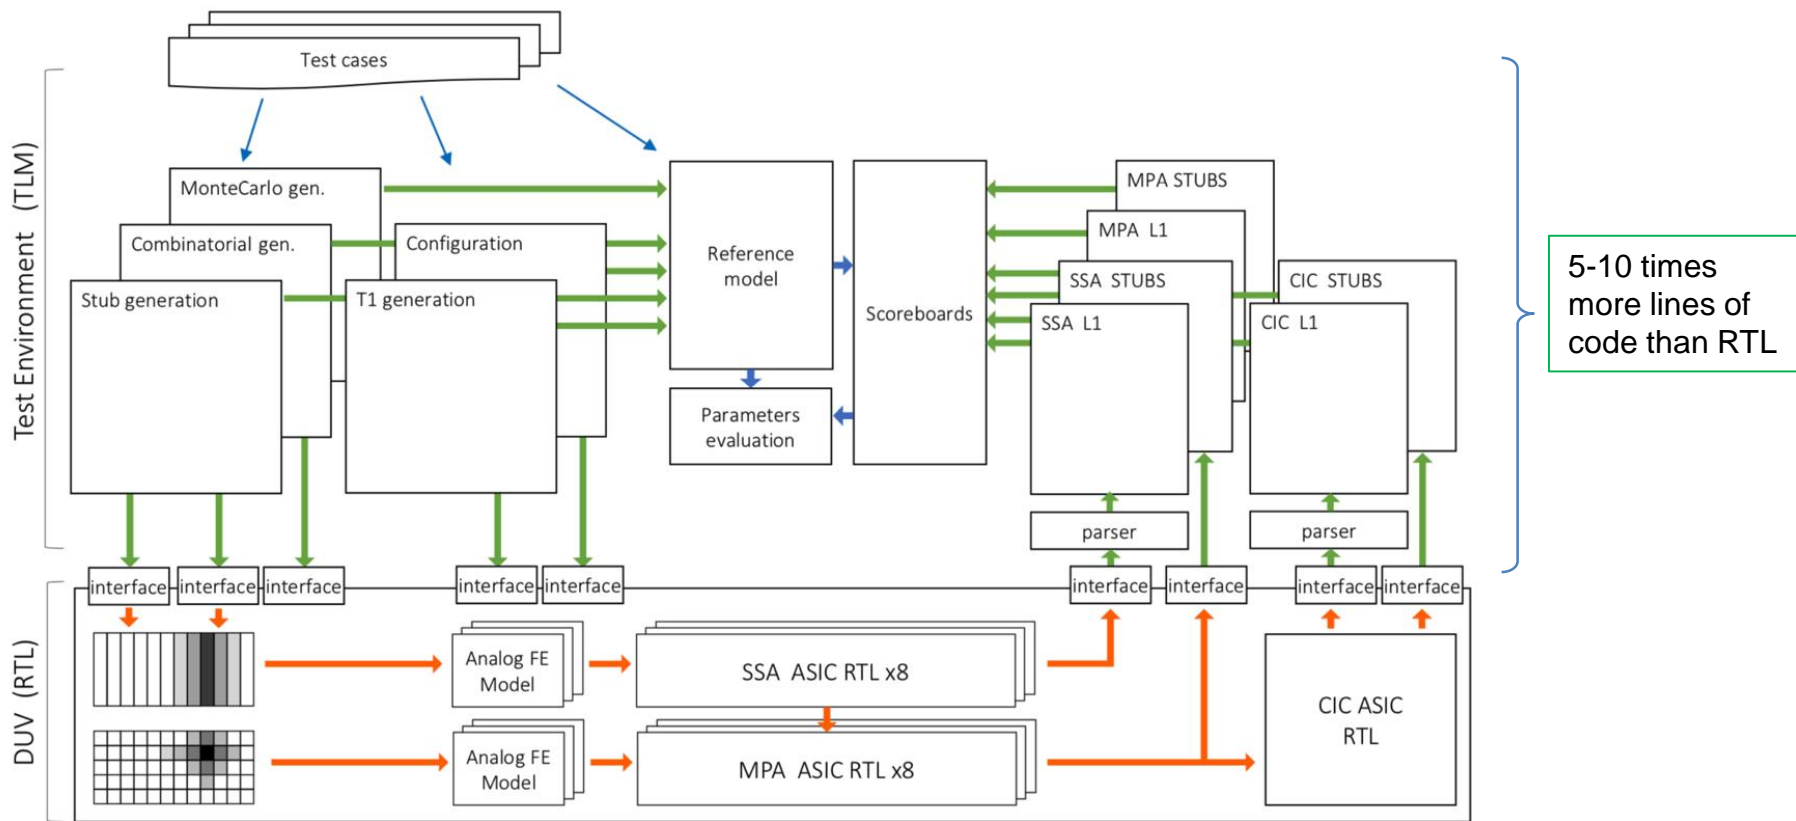 Test cases
Test Environment (TLM)
MonteCarlo gen.
Combinatorial gen.
Stub generation
Configuration
T1 generation
Reference
model
Parameters
evaluation
Scoreboards
MPA STUBS
MPA L1
SSA STUBS
SSA L1
CIC STUBS
CIC L1
parser
parser
5-10 times
more lines of
code than RTL
DUV (RTL)
interface
interface
interface
interface
interface
interface
interface
interface
interface
Analog FE
Model
SSA ASIC RTL x8
Analog FE
Model
MPA ASIC RTL x8
CIC ASIC
RTL